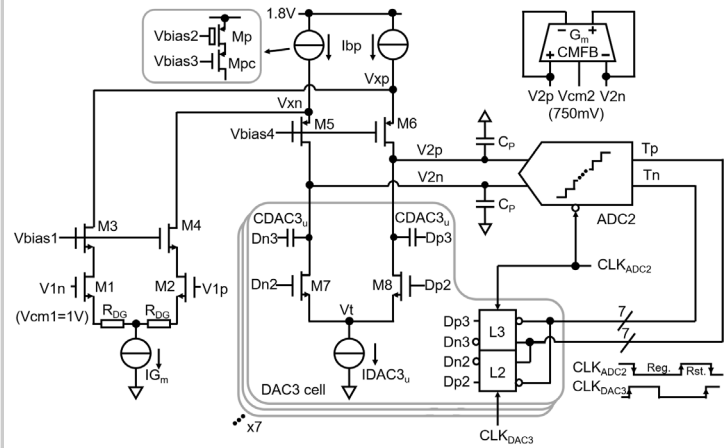 1.8V
Vbias2
Mp
Vbias3
Mpc
Ibp
Gm
CMFB
V2p Vcm2 V2n
(750mV)
Vxp
Vxn
Vbias4
M5
M6
V2p
CP
V2n
CP
Tp
Tn
ADC2
M3
M4
Vbias1
V1n
M1
M2
V1p
(Vcm1=1V)
RDG
RDG
IGm
CDAC3u
CDAC3u
Dn3
Dp3
Dn2
M7
M8
Dp2
Vt
IDAC3u
DAC3 cell
x7
CLKADC2
Dp3
Dn3
L3
Dn2
Dp2
L2
7
7
CLKDAC3
CLKADC2
Reg.
Rst.
CLKDAC3